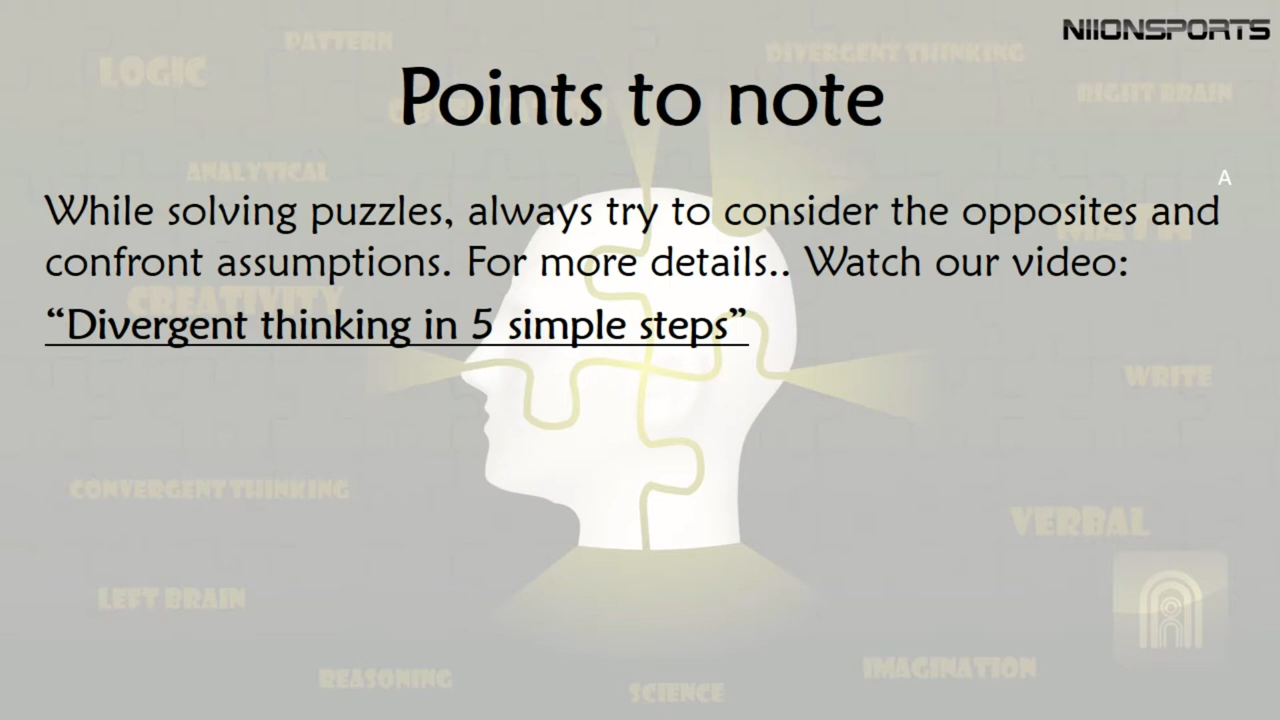 NIIONSPORTS
PATTERN
DIVERGENT THINKING
LOGIC
RIGHT BRAIN
Points to note
ANALYTICAL
A
While solving puzzles, always try to consider the opposites and
MATH
confront assumptions. For more details.. Watch our video:
CREATIVITY
“Divergent thinking in 5 simple steps”
WRITE
CONVERGENT THINKING
VERBAL
LEFT BRAIN
REASONING
IMAGINATION
SCIENCE